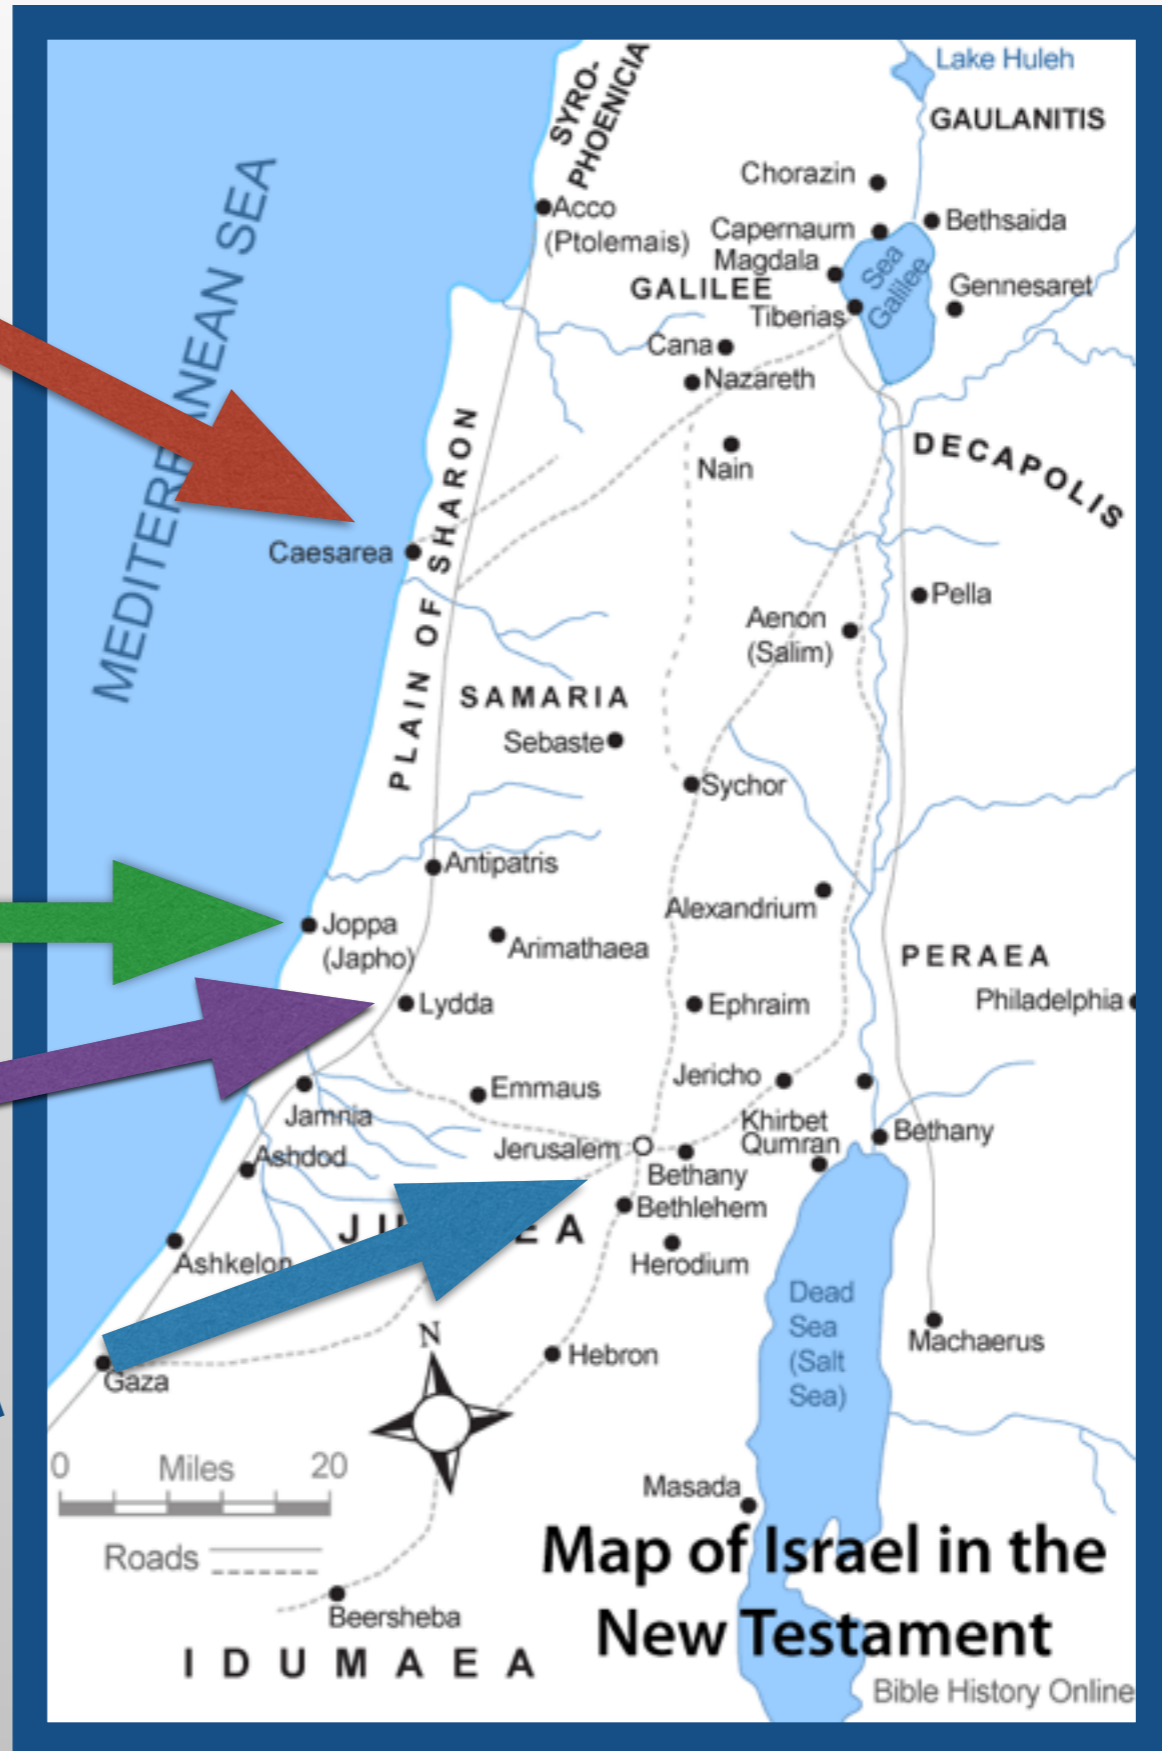 Lake Huleh
SYRO-
PHOENICIA
GAULANITIS
Chorazin
Acco
(Ptolemais)
Capernaum
Bethsaida
Magdala
Sea
Galilee
GALILEE
Gennesaret
Tiberias
Cana
Nazareth
MEDITERRANEAN SEA
Nain
DECAPOLIS
PLAIN OF SHARON
Caesarea
Pella
Aenon
(Salim)
SAMARIA
Sebaste
Sychor
Antipatris
Alexandrium
Joppa
(Japho)
Arimathaea
PERAEA
Lydda
Ephraim
Philadelphia
Jericho
Emmaus
Jamnia
Khirbet
Qumran
Bethany
Jerusalem
Ashdod
Bethany
Bethlehem
JU EA
Ashkelon
Herodium
Dead
Sea
(Salt
Sea)
N
Machaerus
Hebron
Gaza
0 Miles 20
Masada
Roads
Map of Israel in the
New Testament
Beersheba
IDUMAEA
Bible History Online